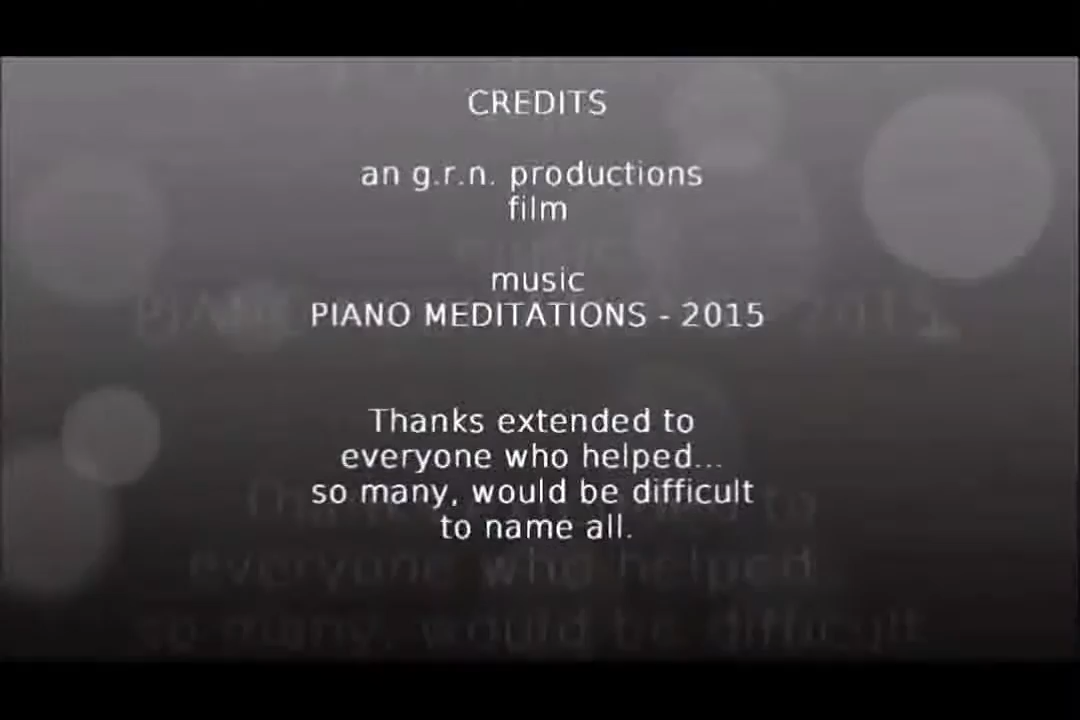 CREDITS
an g.r.n. productions
film
music
PIANO MEDITATIONS - 2015
Thanks extended to
everyone who helped...
so many, would be difficult
to name all.